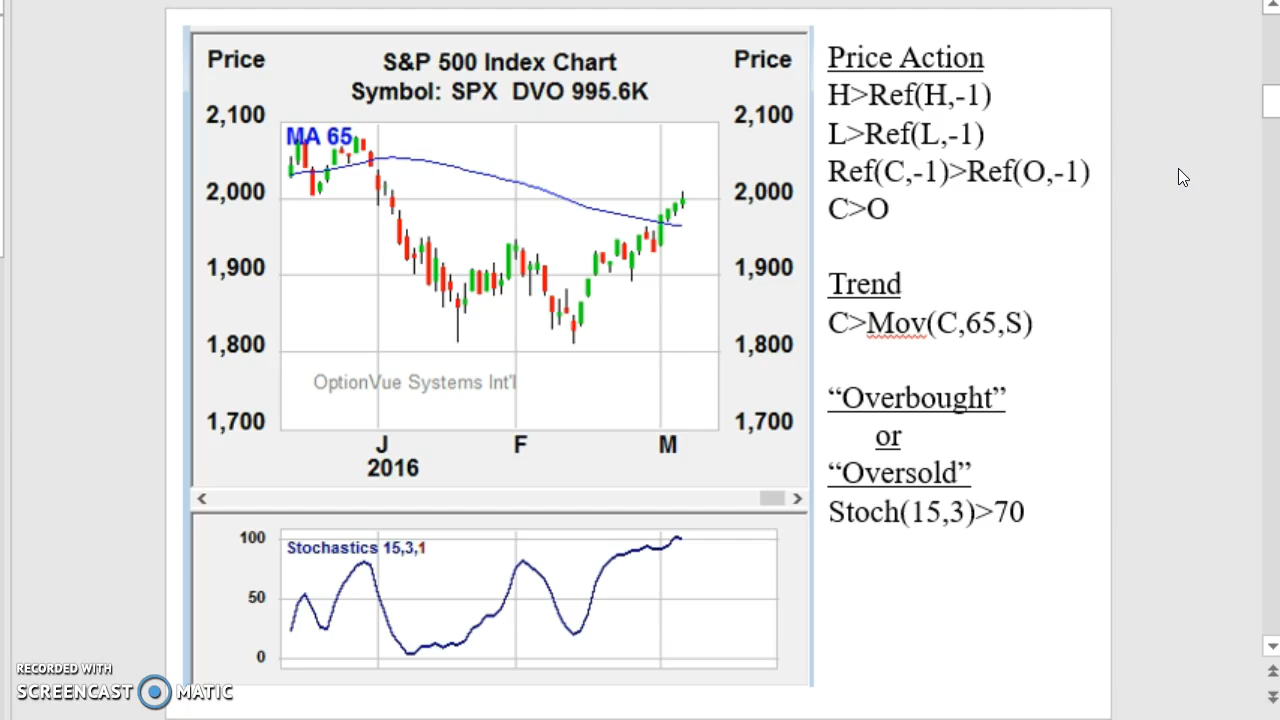 Price
S&P 500 Index Chart
Price
Symbol: SPX DVO 995.6K
2,100
2,100
MA 65
2,000
2,000
1,900
1,900
1,800
1,800
OptionVue Systems Int'l
1,700
1,700
J
F
M
2016
100
Stochastics 15,3,1
50
0
Price Action
H>Ref(H,-1)
L>Ref(L,-1)
Ref(C,-1)>Ref(O,-1)
C>O
Trend
C>Mov(C,65,S)
“Overbought”
or
“Oversold”
Stoch(15,3)>70
RECORDED WITH
SCREENCAST MATIC